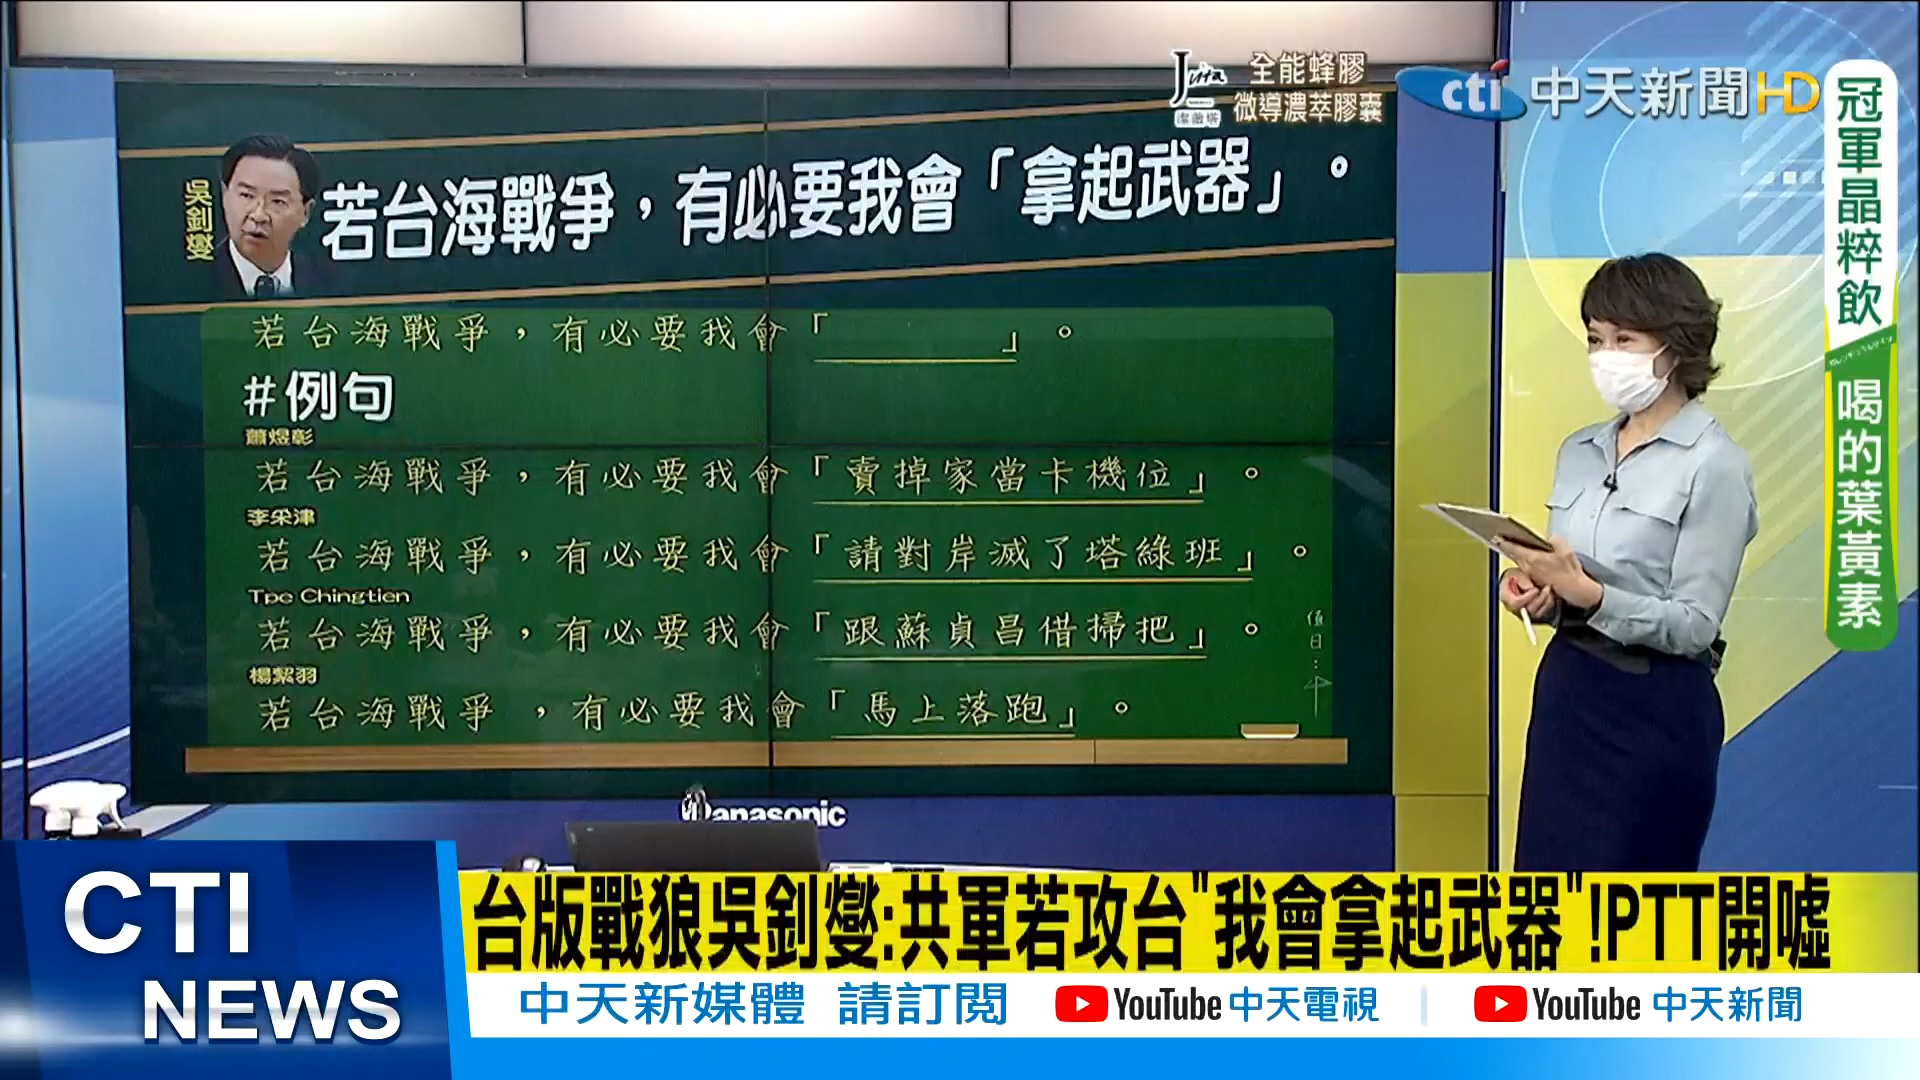 Jvita 全能蜂膠
潔維塔 微導濃萃膠囊
cti 中天新聞HD
冠軍晶粹飲
喝的葉黃素
吳釗燮
若台海戰爭，有必要我會「拿起武器」。
若台海戰爭，有必要我會「 」。
#例句
蕭煜彰
若台海戰爭，有必要我會「賣掉家當卡機位」。
李采津
若台海戰爭，有必要我會「請對岸滅了塔綠班」。
Tpc Chingtien
若台海戰爭，有必要我會「跟蘇貞昌借掃把」。
楊絜羽
若台海戰爭，有必要我會「馬上落跑」。
值日：
Panasonic
CTI
NEWS
台版戰狼吳釗燮:共軍若攻台"我會拿起武器"!PTT開噓
中天新媒體 請訂閱 YouTube 中天電視 | YouTube 中天新聞